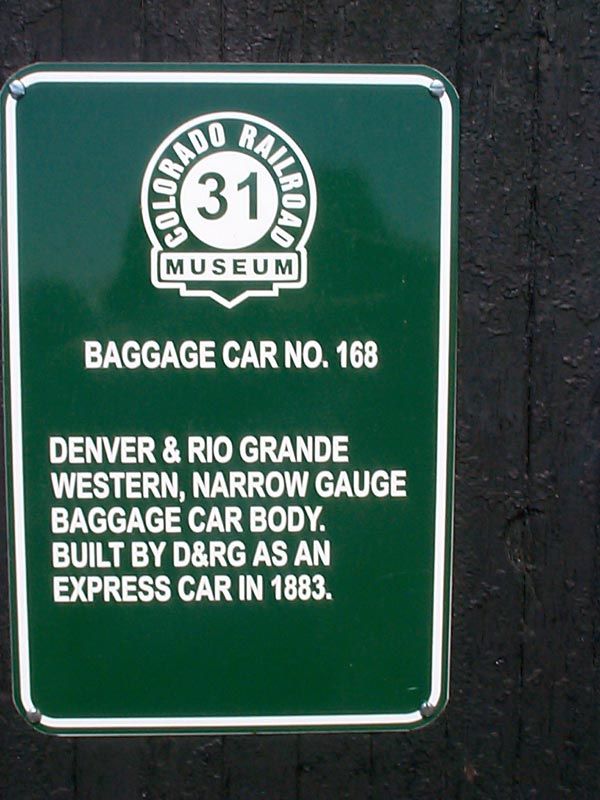 COLORADO RAILROAD
31
MUSEUM
BAGGAGE CAR NO. 168
DENVER & RIO GRANDE
WESTERN, NARROW GAUGE
BAGGAGE CAR BODY.
BUILT BY D&RG AS AN
EXPRESS CAR IN 1883.